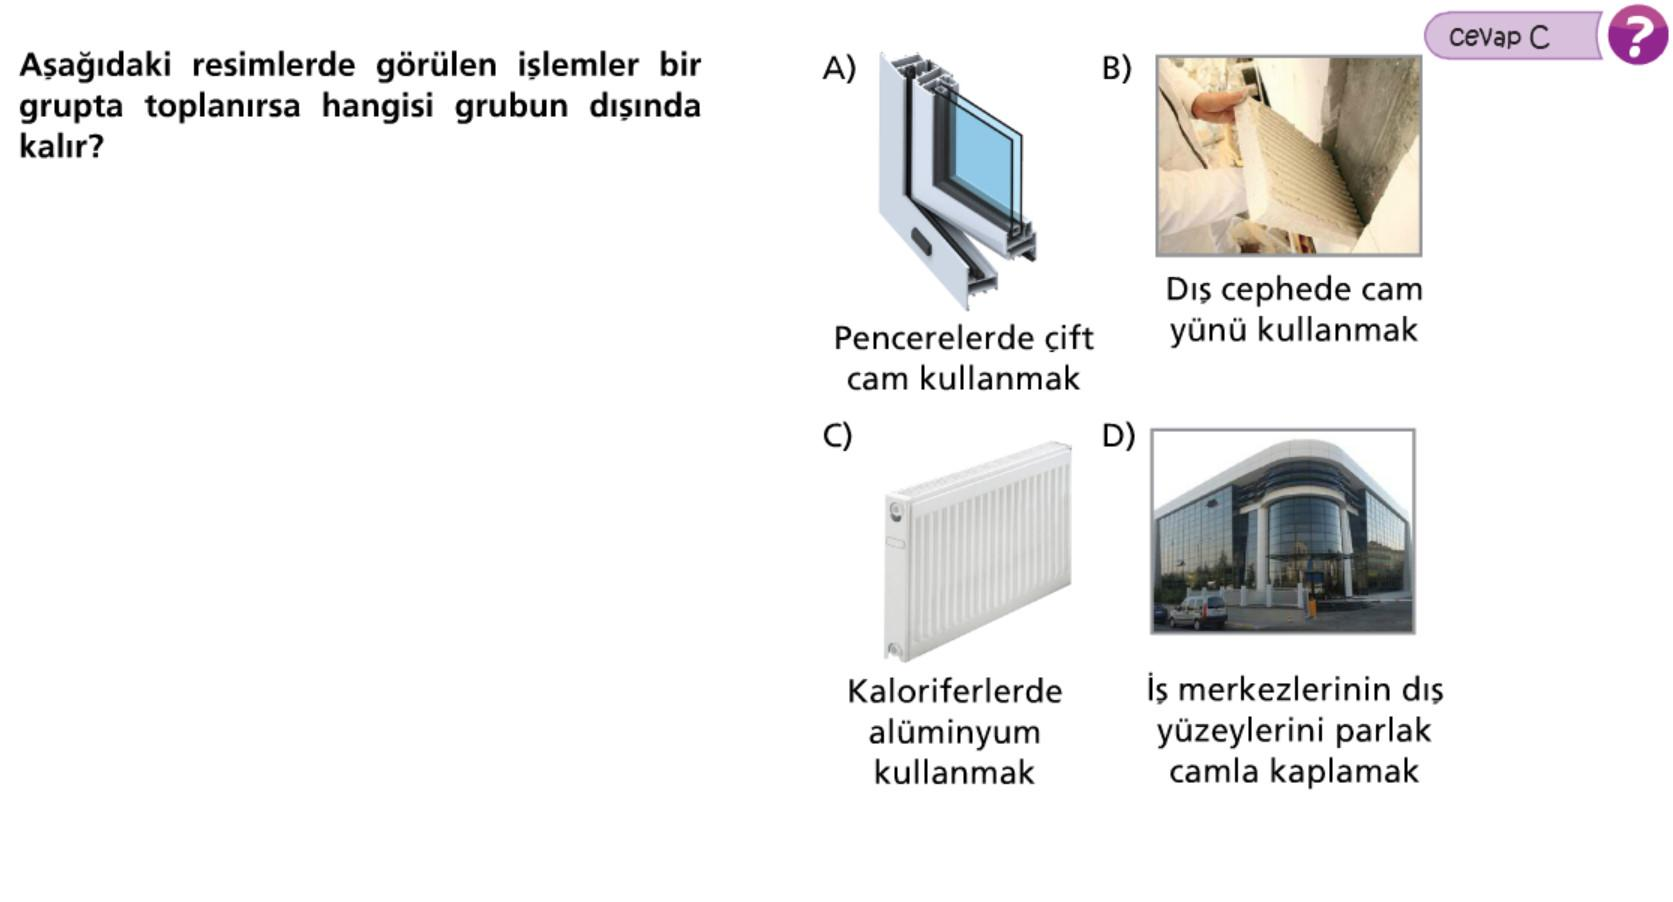 cevap C
?
Aşağıdaki resimlerde görülen işlemler bir
grupta toplanırsa hangisi grubun dışında
kalır?
A)
Pencerelerde çift
cam kullanmak
B)
Dış cephede cam
yünü kullanmak
C)
Kaloriferlerde
alüminyum
kullanmak
D)
İş merkezlerinin dış
yüzeylerini parlak
camla kaplamak